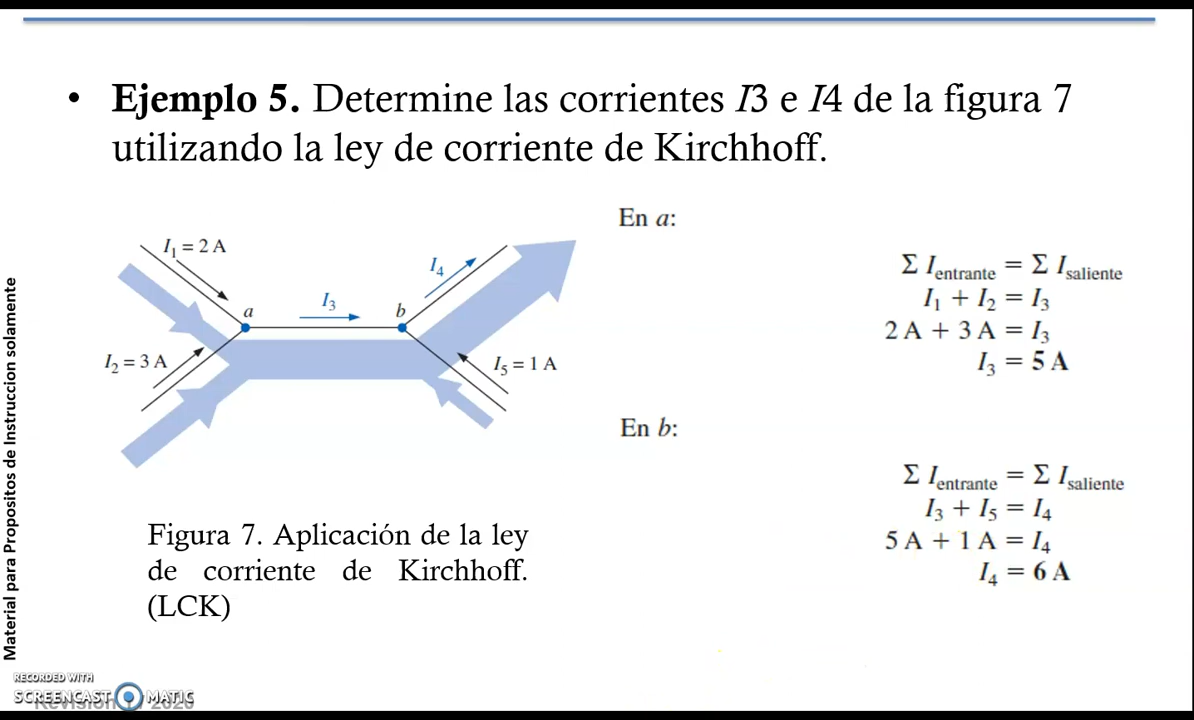 • Ejemplo 5. Determine las corrientes I3 e I4 de la figura 7
utilizando la ley de corriente de Kirchhoff.
I₁ = 2 A
I₂ = 3 A
a
I₃
b
I₄
I₅ = 1 A
Figura 7. Aplicación de la ley
de corriente de Kirchhoff.
(LCK)
En a:
Σ Ientrante = Σ Isaliente
I₁ + I₂ = I₃
2 A + 3 A = I₃
I₃ = 5 A
En b:
Σ Ientrante = Σ Isaliente
I₃ + I₅ = I₄
5 A + 1 A = I₄
I₄ = 6 A
Material para Propositos de Instruccion solamente
RECORDED WITH
SCREENCAST MATIC